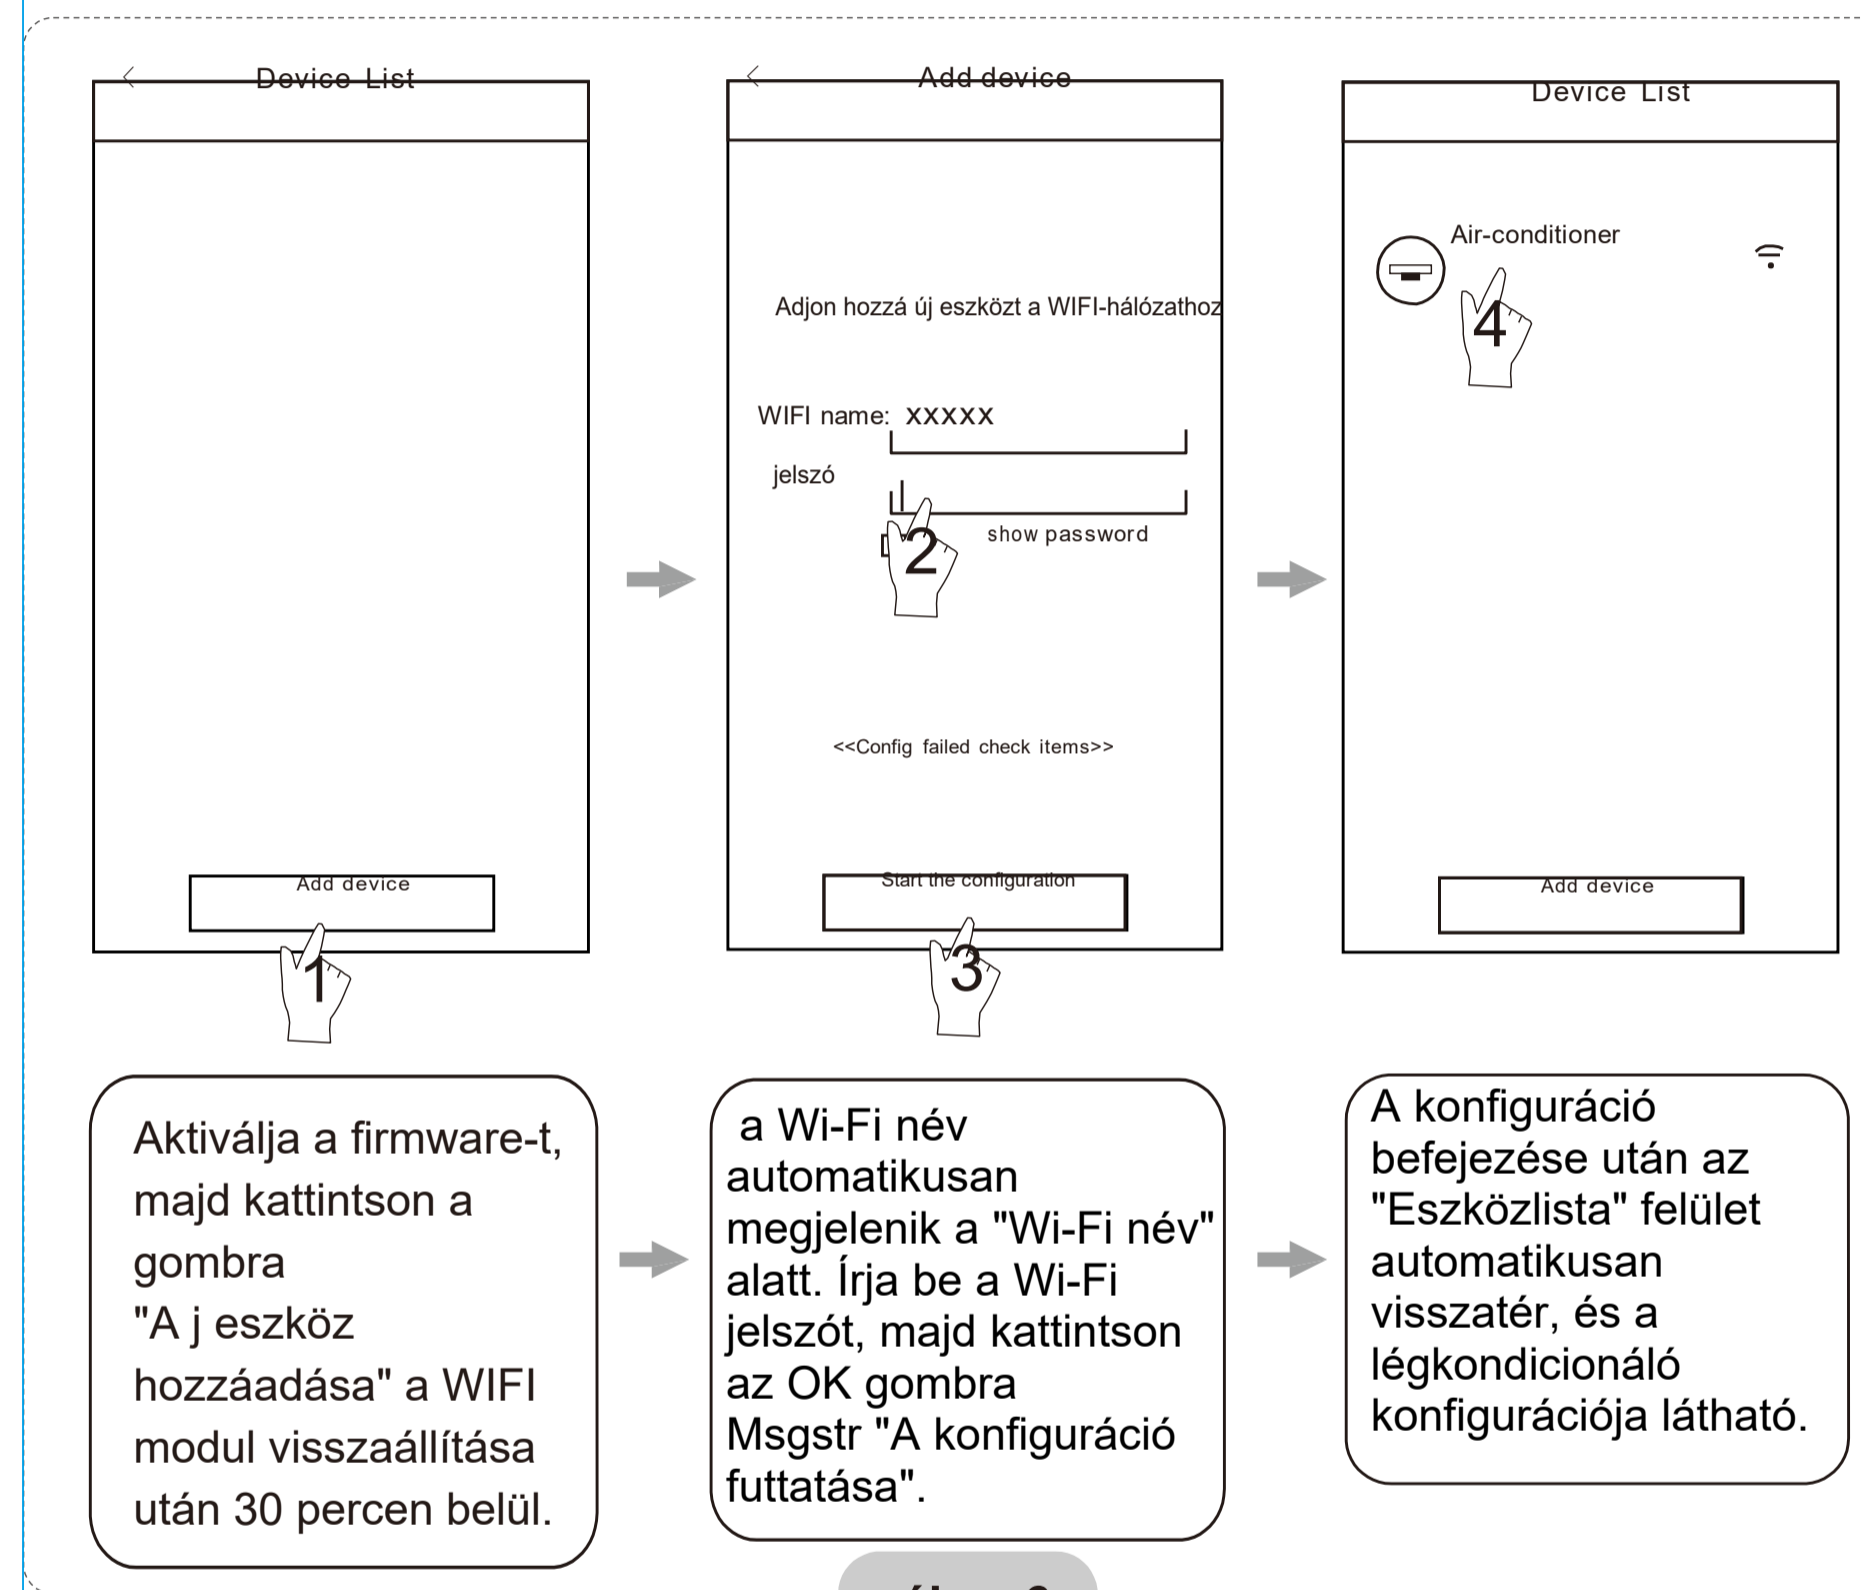 Device List
Add device
1
Add device
Adjon hozzá új eszközt a WIFI-hálózathoz
WIFI name: xxxxx
jelszó
2
show password
<<Config failed check items>>
Start the configuration
3
Device List
Air-conditioner
4
Add device
Aktiválja a firmware-t,
majd kattintson a
gombra
"A j eszköz
hozzáadása" a WIFI
modul visszaállítása
után 30 percen belül.
a Wi-Fi név
automatikusan
megjelenik a "Wi-Fi név"
alatt. Írja be a Wi-Fi
jelszót, majd kattintson
az OK gombra
Msgstr "A konfiguráció
futtatása".
A konfiguráció
befejezése után az
"Eszközlista" felület
automatikusan
visszatér, és a
légkondicionáló
konfigurációja látható.